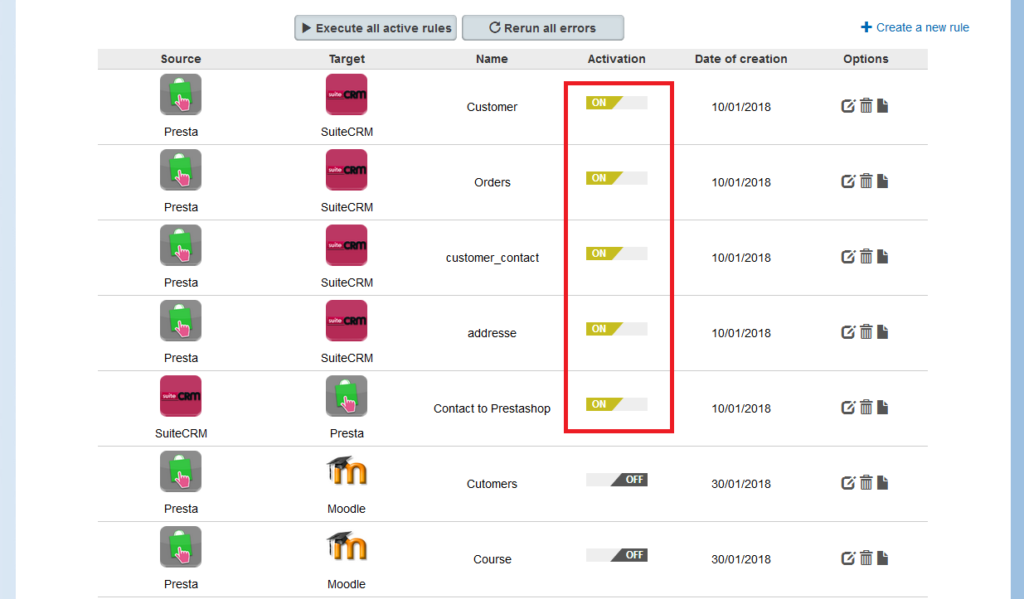 Execute all active rules Rerun all errors Create a new rule
Source Target Name Activation Date of creation Options
suite CRM
Customer ON 10/01/2018
Presta SuiteCRM
suite CRM
Orders ON 10/01/2018
Presta SuiteCRM
suite CRM
customer_contact ON 10/01/2018
Presta SuiteCRM
suite CRM
addresse ON 10/01/2018
Presta SuiteCRM
suite CRM
Contact to Prestashop ON 10/01/2018
SuiteCRM Presta
m
Cutomers OFF 30/01/2018
Presta Moodle
m
Course OFF 30/01/2018
Presta Moodle